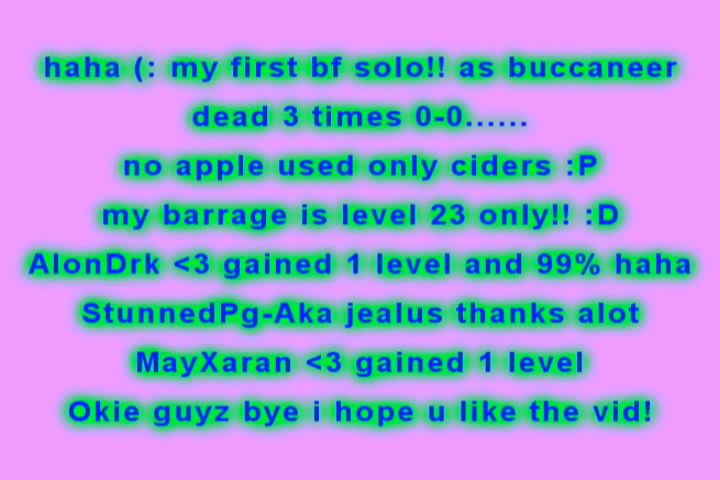 haha (: my first bf solo!! as buccaneer
dead 3 times 0-0......
no apple used only ciders :P
my barrage is level 23 only!! :D
AlonDrk <3 gained 1 level and 99% haha
StunnedPg-Aka jealus thanks alot
MayXaran <3 gained 1 level
Okie guyz bye i hope u like the vid!